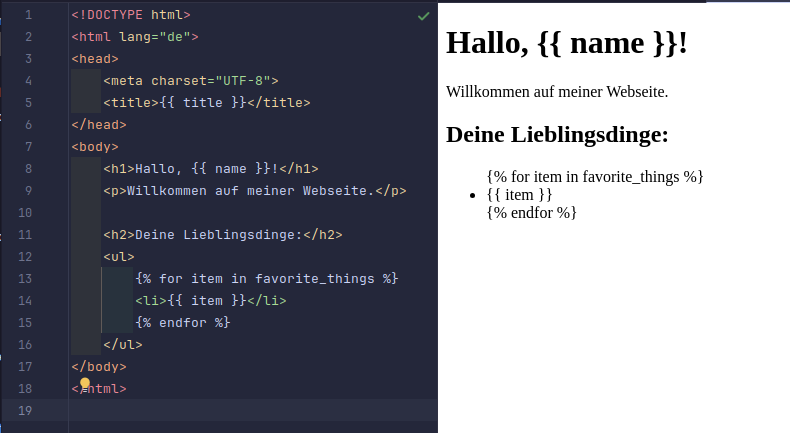 1 <!DOCTYPE html>
2 <html lang="de">
3 <head>
4     <meta charset="UTF-8">
5     <title>{{ title }}</title>
6 </head>
7 <body>
8     <h1>Hallo, {{ name }}!</h1>
9     <p>Willkommen auf meiner Webseite.</p>
10
11     <h2>Deine Lieblingsdinge:</h2>
12     <ul>
13         {% for item in favorite_things %}
14         <li>{{ item }}</li>
15         {% endfor %}
16     </ul>
17 </body>
18 </html>
19
Hallo, {{ name }}!
Willkommen auf meiner Webseite.
Deine Lieblingsdinge:
{% for item in favorite_things %}
• {{ item }}
{% endfor %}